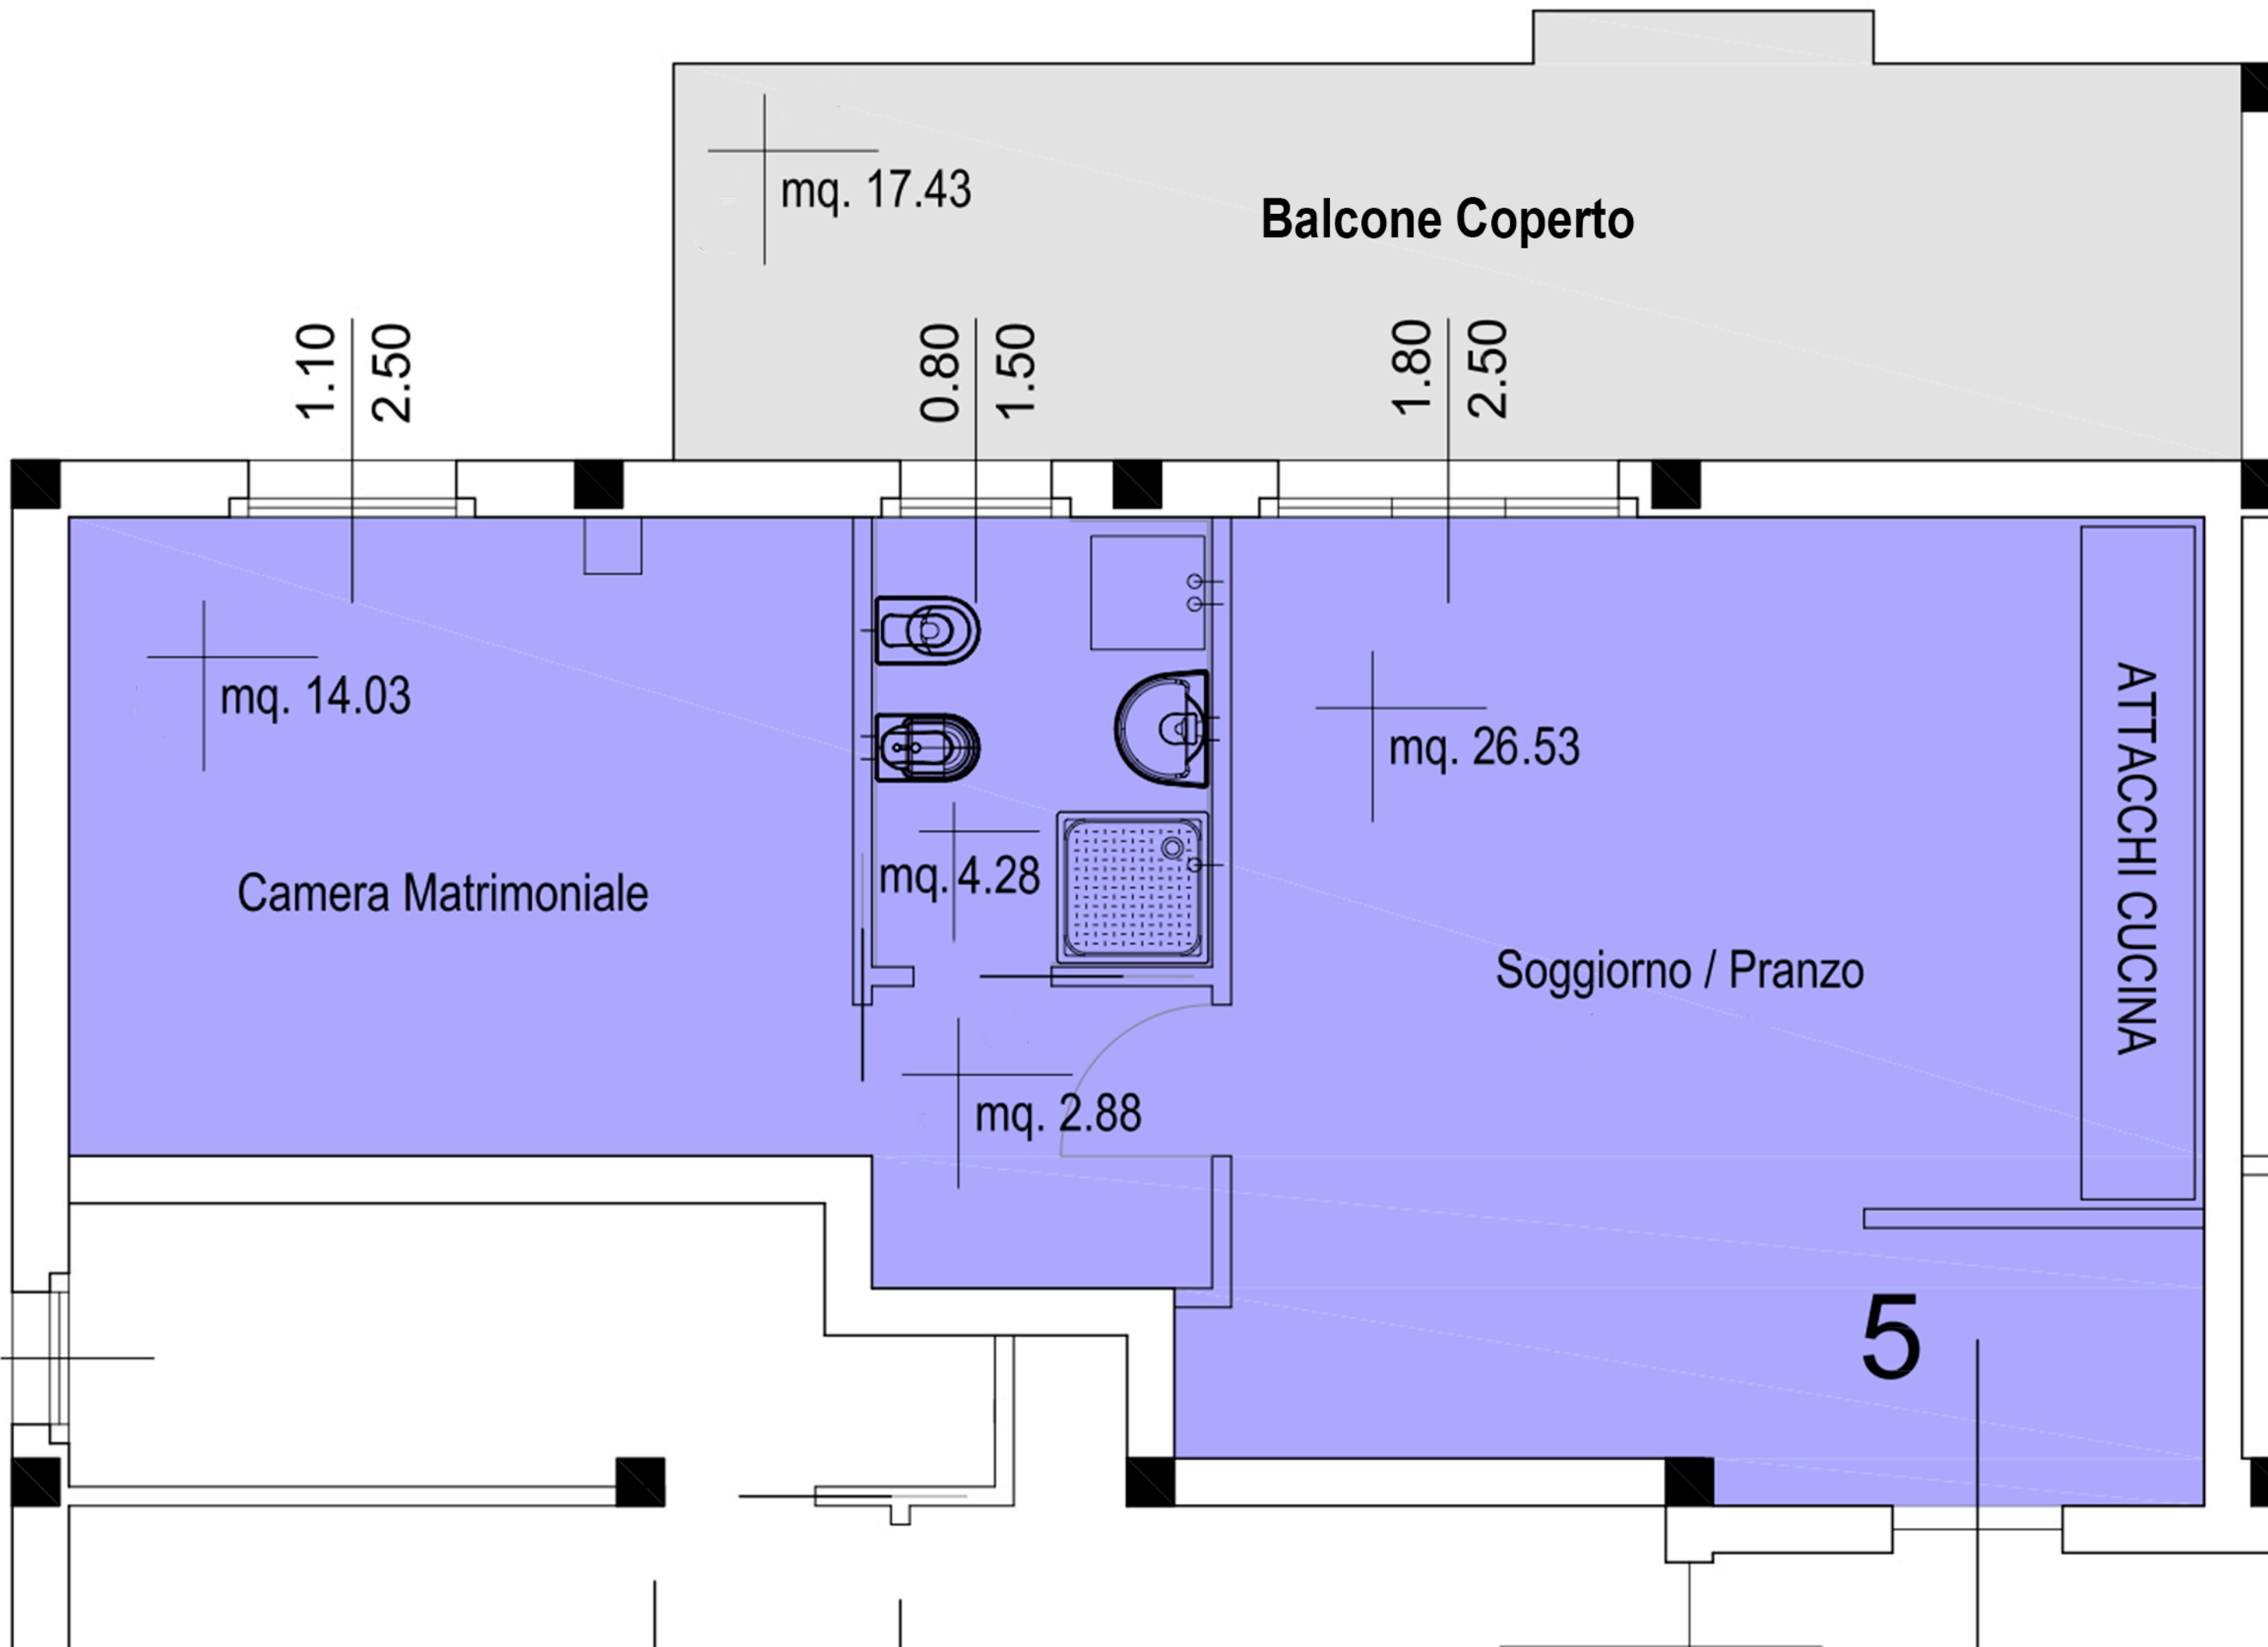 mq. 17.43
Balcone Coperto
1.10
2.50
0.80
1.50
1.80
2.50
mq. 14.03
mq. 26.53
mq. 4.28
Camera Matrimoniale
Soggiorno / Pranzo
ATTACCHI CUCINA
mq. 2.88
5